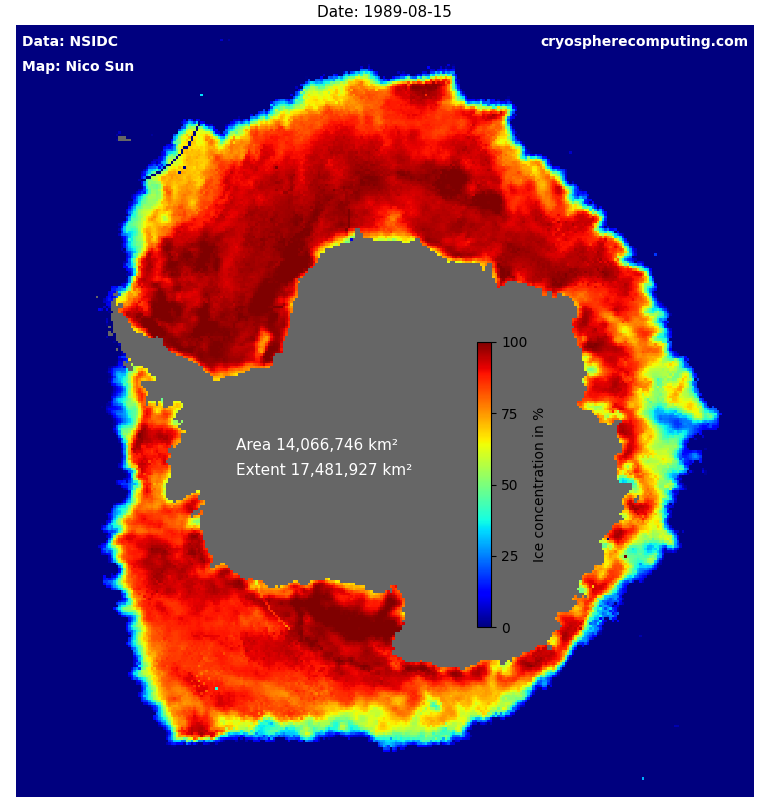 Date: 1989-08-15
Data: NSIDC
cryospherecomputing.com
Map: Nico Sun
100
75
50
25
0
Ice concentration in %
Area 14,066,746 km²
Extent 17,481,927 km²